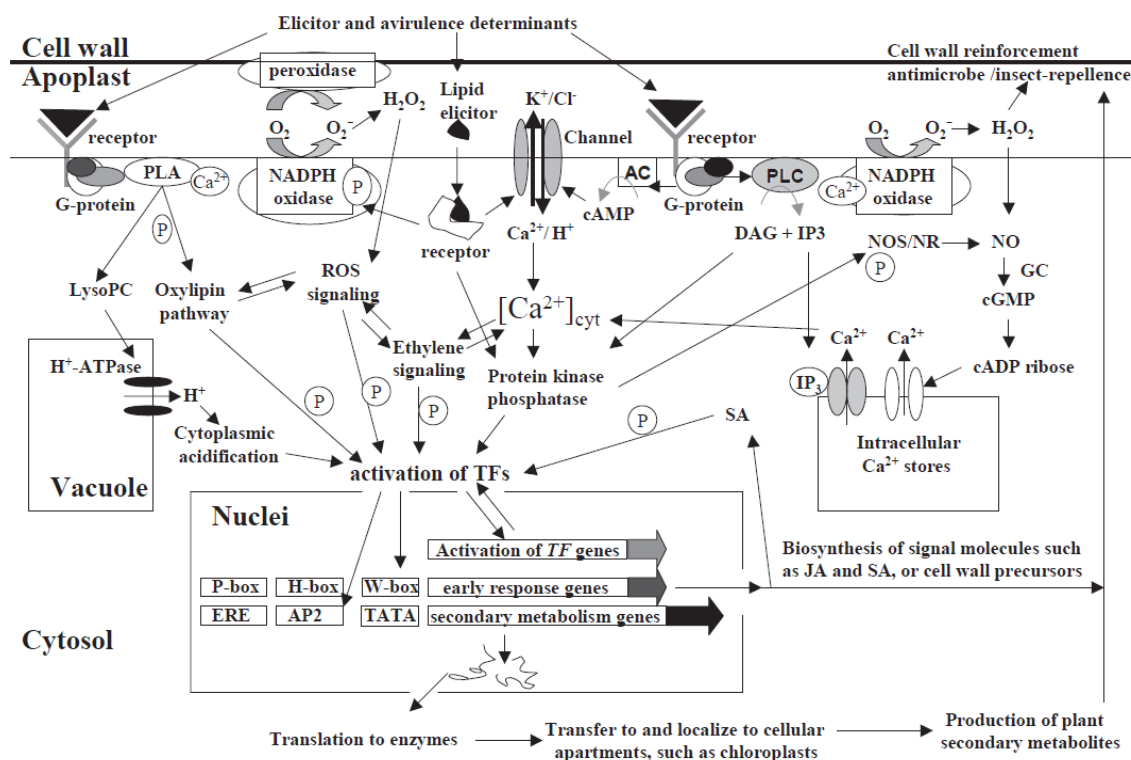 Elicitor and avirulence determinants
Cell wall
Apoplast
Cell wall reinforcement
antimicrobe /insect-repellence
peroxidase
H₂O₂
Lipid
elicitor
K⁺/Cl⁻
Channel
receptor
O₂
O₂⁻
receptor
O₂
O₂⁻
H₂O₂
PLA
Ca²⁺
G-protein
NADPH
oxidase
P
AC
cAMP
G-protein
PLC
Ca²⁺
NADPH
oxidase
P
receptor
Ca²⁺/ H⁺
DAG + IP3
NOS/NR
P
NO
GC
LysoPC
Oxylipin
pathway
ROS
signaling
[Ca²⁺]cyt
cGMP
Ca²⁺
Ca²⁺
Ethylene
signaling
Vacuole
H⁺-ATPase
H⁺
Protein kinase
phosphatase
IP₃
cADP ribose
P
P
P
P
SA
Cytoplasmic
acidification
Intracellular
Ca²⁺ stores
activation of TFs
Nuclei
Activation of TF genes
Biosynthesis of signal molecules such
as JA and SA, or cell wall precursors
P-box
H-box
W-box
early response genes
ERE
AP2
TATA
secondary metabolism genes
Cytosol
Translation to enzymes
Transfer to and localize to cellular
apartments, such as chloroplasts
Production of plant
secondary metabolites